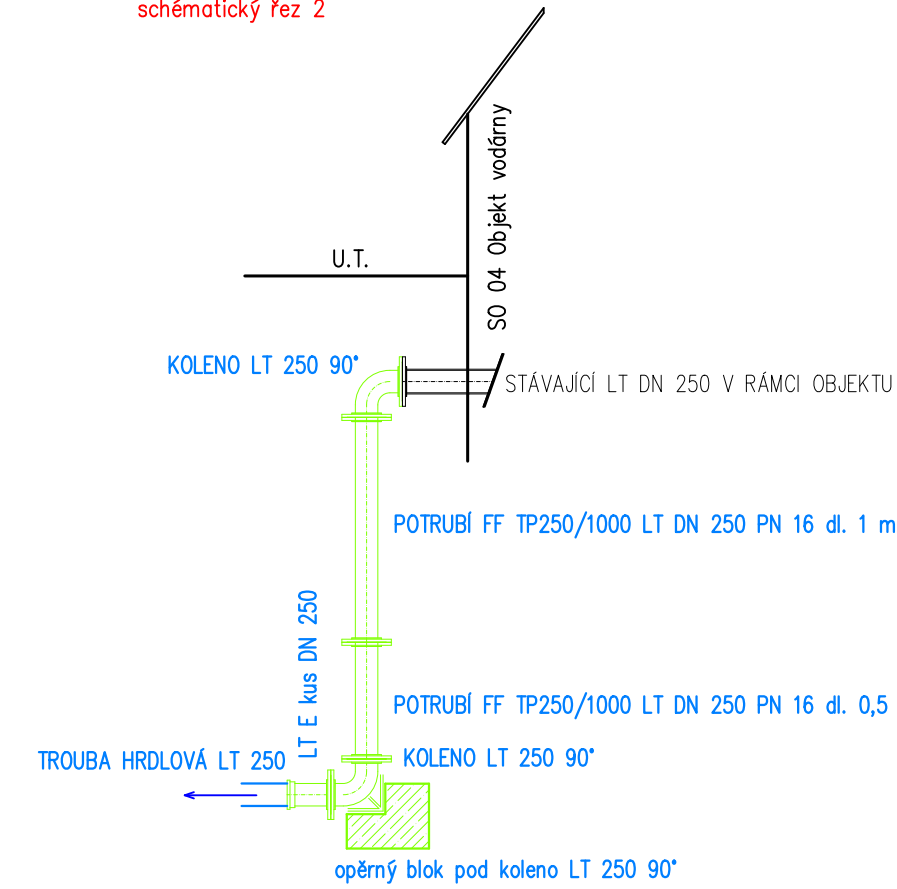 schématický řez 2
SO 04 Objekt vodárny
U.T.
KOLENO LT 250 90°
STÁVAJÍCÍ LT DN 250 V RÁMCI OBJEKTU
POTRUBÍ FF TP250/1000 LT DN 250 PN 16 dl. 1 m
LT E kus DN 250
POTRUBÍ FF TP250/1000 LT DN 250 PN 16 dl. 0,5
TROUBA HRDLOVÁ LT 250
KOLENO LT 250 90°
opěrný blok pod koleno LT 250 90°